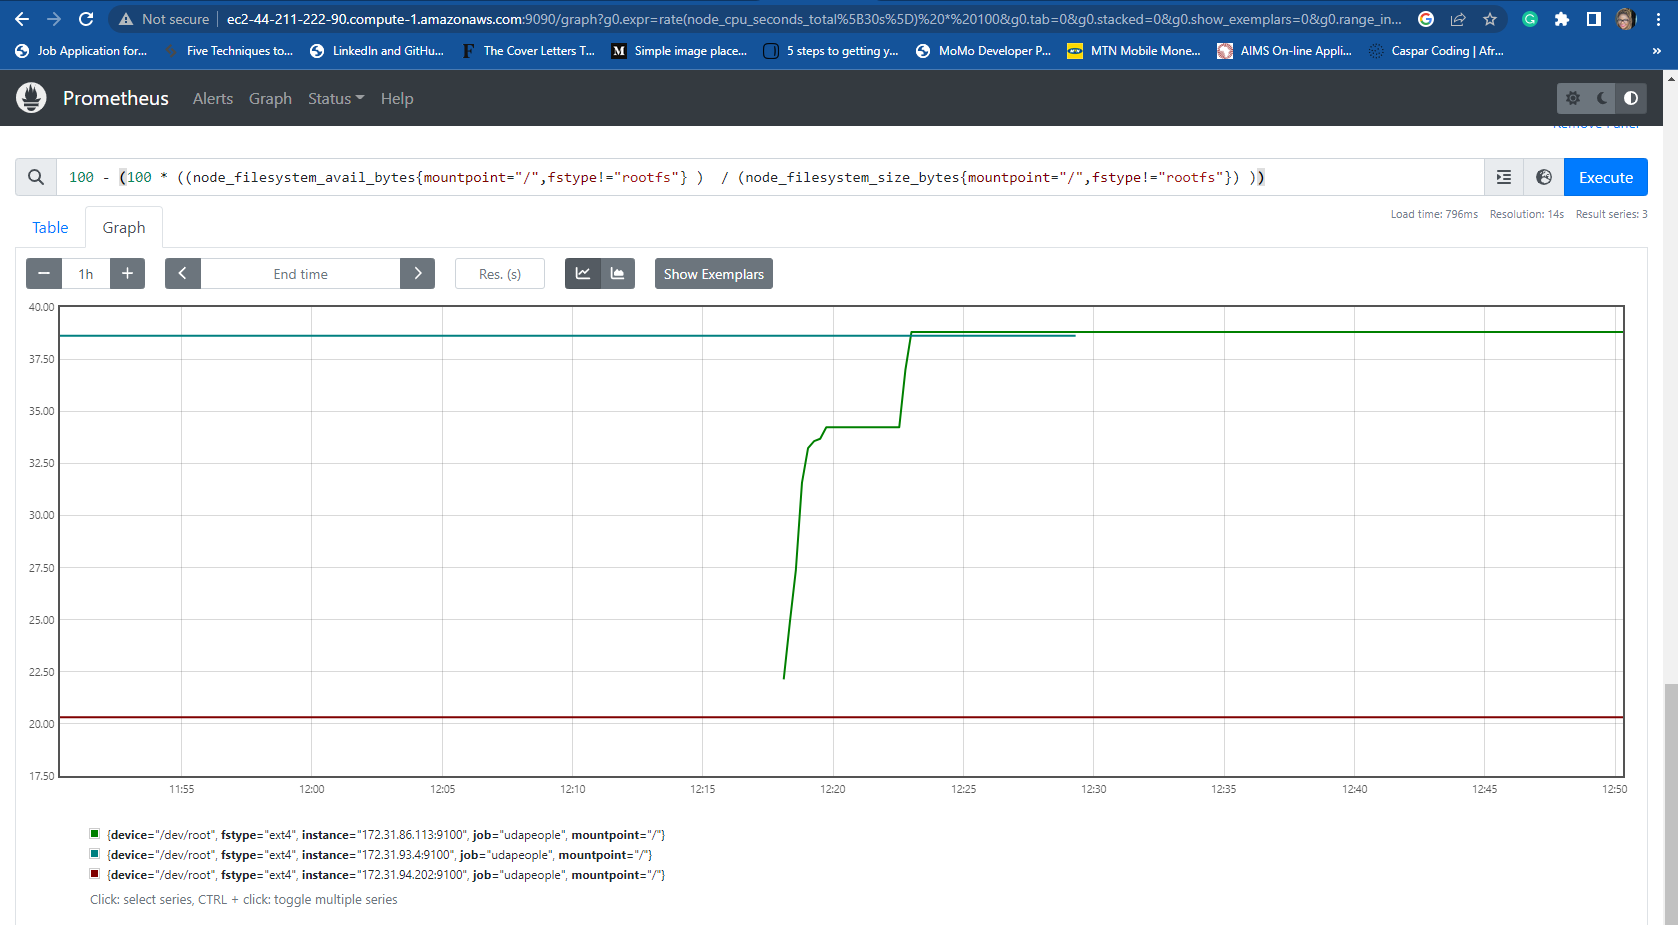 Not secure ec2-44-211-222-90.compute-1.amazonaws.com:9090/graph?g0.expr=rate(node_cpu_seconds_total%5B30s%5D)%20*%20100&g0.tab=0&g0.stacked=0&g0.show_exemplars=0&g0.range_in...
Job Application for... Five Techniques to... LinkedIn and GitHu... F The Cover Letters T... M Simple image place... 5 steps to getting y... MoMo Developer P... MTN Mobile Mone... AIMS On-line Appli... Caspar Coding | Afr... »
Prometheus Alerts Graph Status Help
Remove Panel
100 - (100 * ((node_filesystem_avail_bytes{mountpoint="/",fstype!="rootfs"} )  / (node_filesystem_size_bytes{mountpoint="/",fstype!="rootfs"}) )) Execute
Load time: 796ms Resolution: 14s Result series: 3
Table Graph
− 1h + End time Res. (s) Show Exemplars
40.00
37.50
35.00
32.50
30.00
27.50
25.00
22.50
20.00
17.50
11:55 12:00 12:05 12:10 12:15 12:20 12:25 12:30 12:35 12:40 12:45 12:50
{device="/dev/root", fstype="ext4", instance="172.31.86.113:9100", job="udapeople", mountpoint="/"}
{device="/dev/root", fstype="ext4", instance="172.31.93.4:9100", job="udapeople", mountpoint="/"}
{device="/dev/root", fstype="ext4", instance="172.31.94.202:9100", job="udapeople", mountpoint="/"}
Click: select series, CTRL + click: toggle multiple series